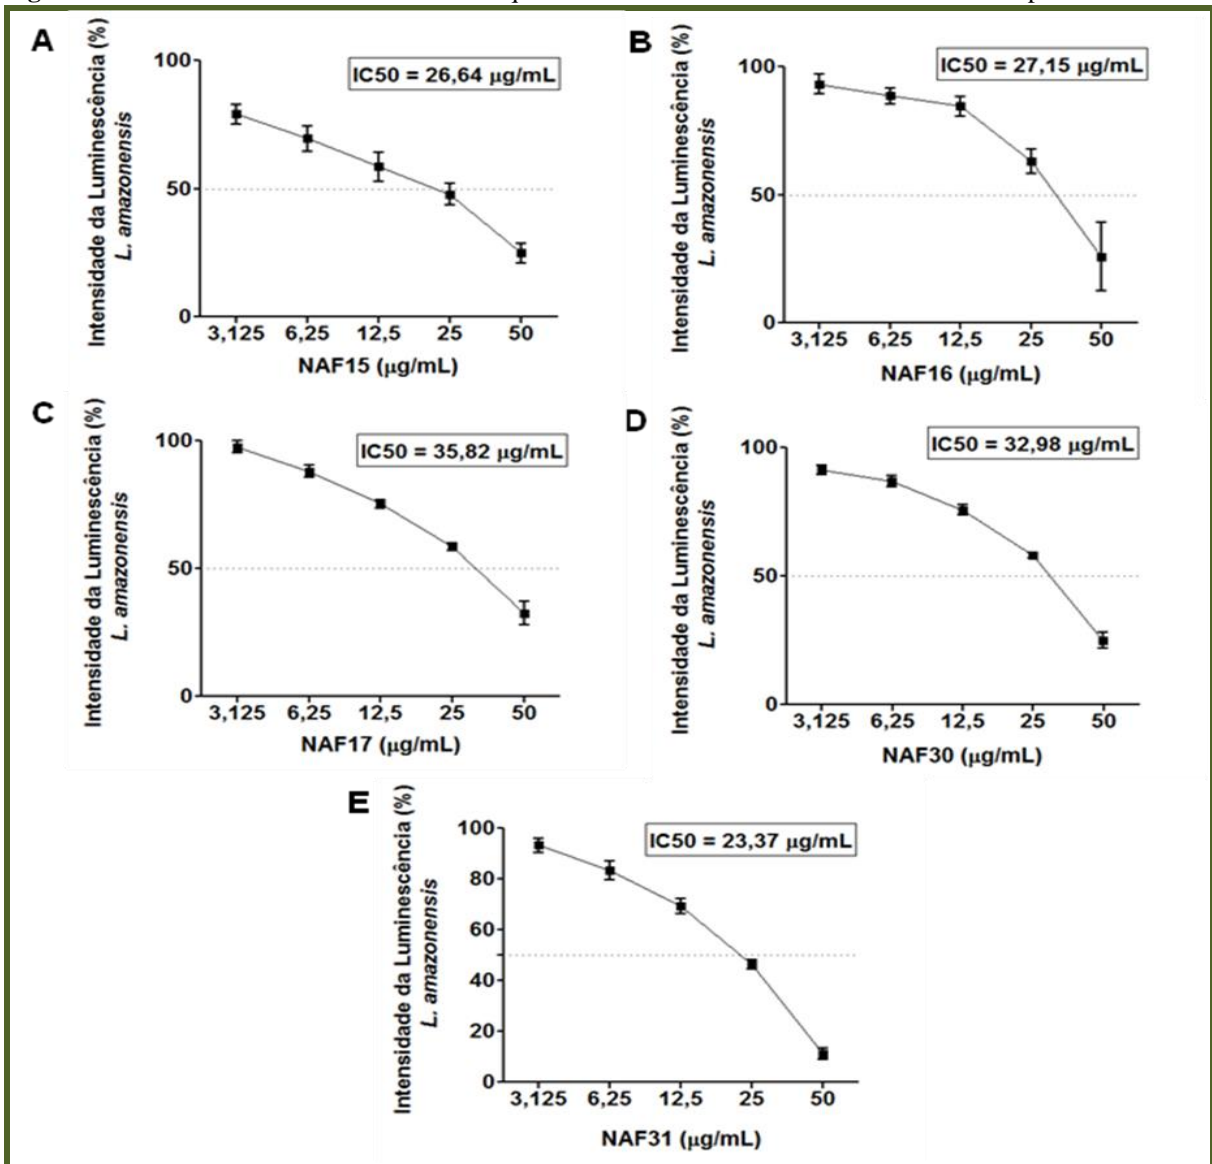 A
Intensidade da Luminescência (%)
L. amazonensis
IC50 = 26,64 µg/mL
100
50
0
3,125 6,25 12,5 25 50
NAF15 (µg/mL)
B
Intensidade da Luminescência (%)
L. amazonensis
IC50 = 27,15 µg/mL
100
50
0
3,125 6,25 12,5 25 50
NAF16 (µg/mL)
C
Intensidade da Luminescência (%)
L. amazonensis
IC50 = 35,82 µg/mL
100
50
0
3,125 6,25 12,5 25 50
NAF17 (µg/mL)
D
Intensidade da Luminescência (%)
L. amazonensis
IC50 = 32,98 µg/mL
100
50
0
3,125 6,25 12,5 25 50
NAF30 (µg/mL)
E
Intensidade da Luminescência (%)
L. amazonensis
IC50 = 23,37 µg/mL
100
80
60
40
20
0
3,125 6,25 12,5 25 50
NAF31 (µg/mL)